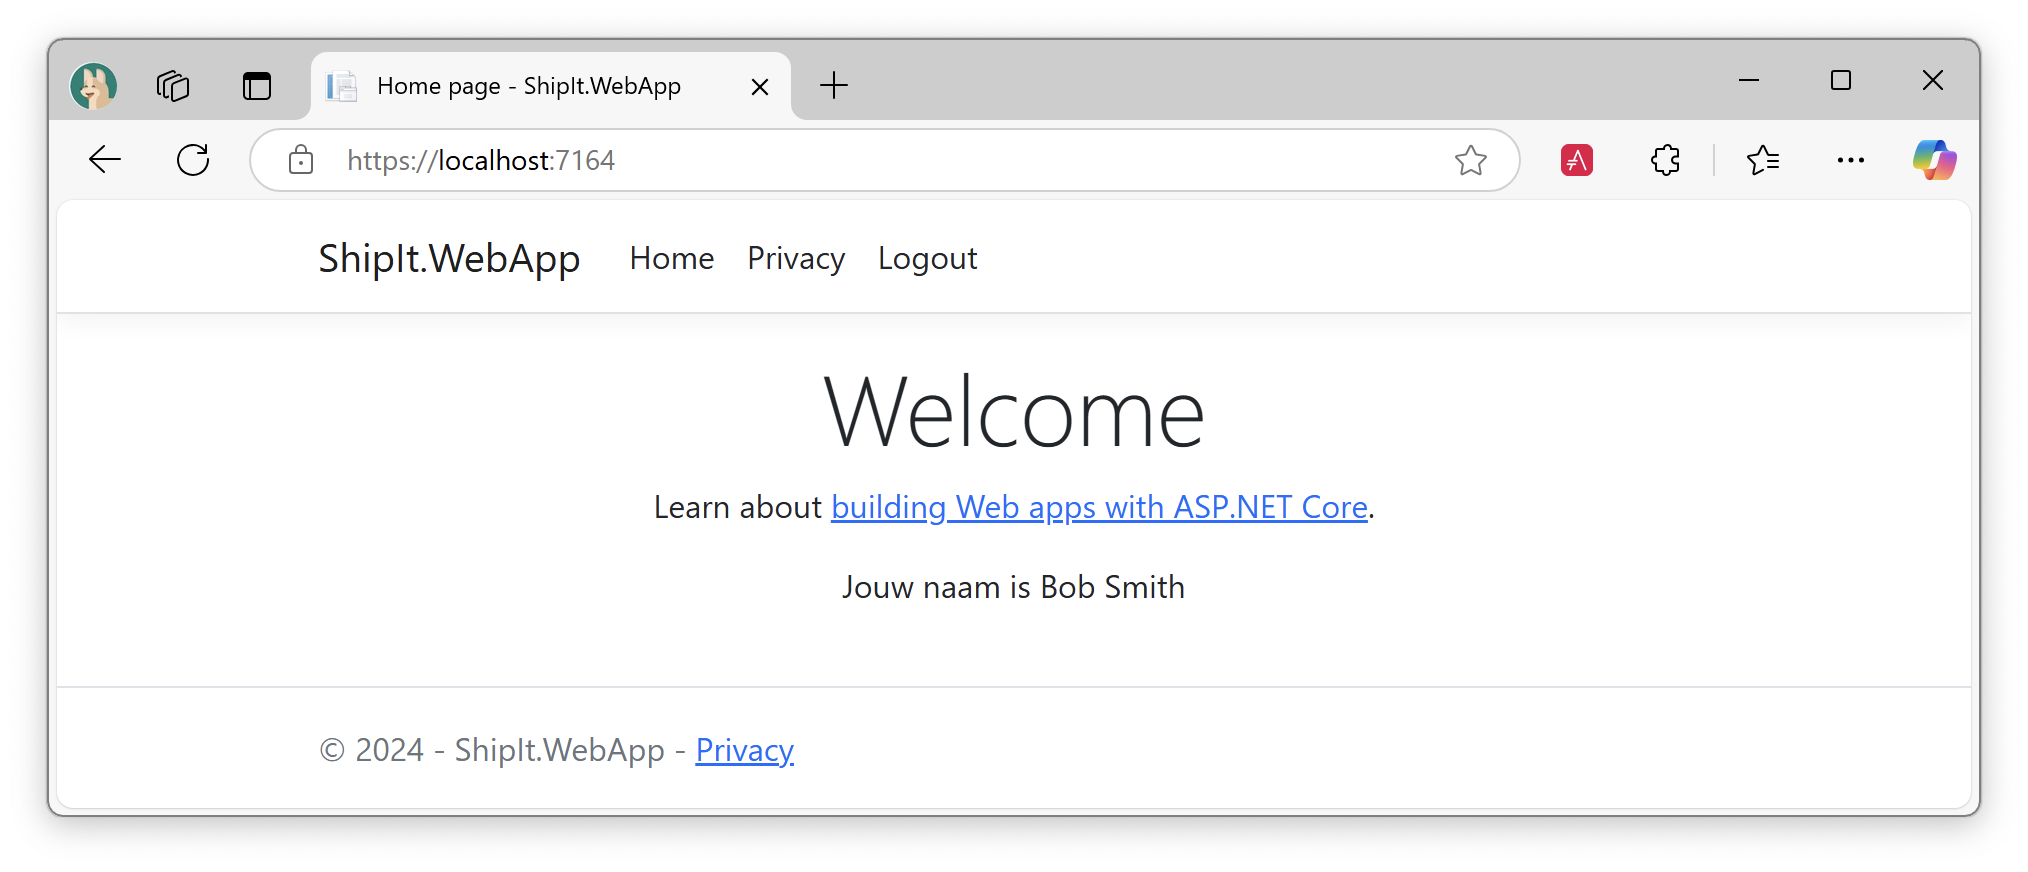 Home page - ShipIt.WebApp
https://localhost:7164
ShipIt.WebApp Home Privacy Logout
Welcome
Learn about building Web apps with ASP.NET Core.
Jouw naam is Bob Smith
© 2024 - ShipIt.WebApp - Privacy